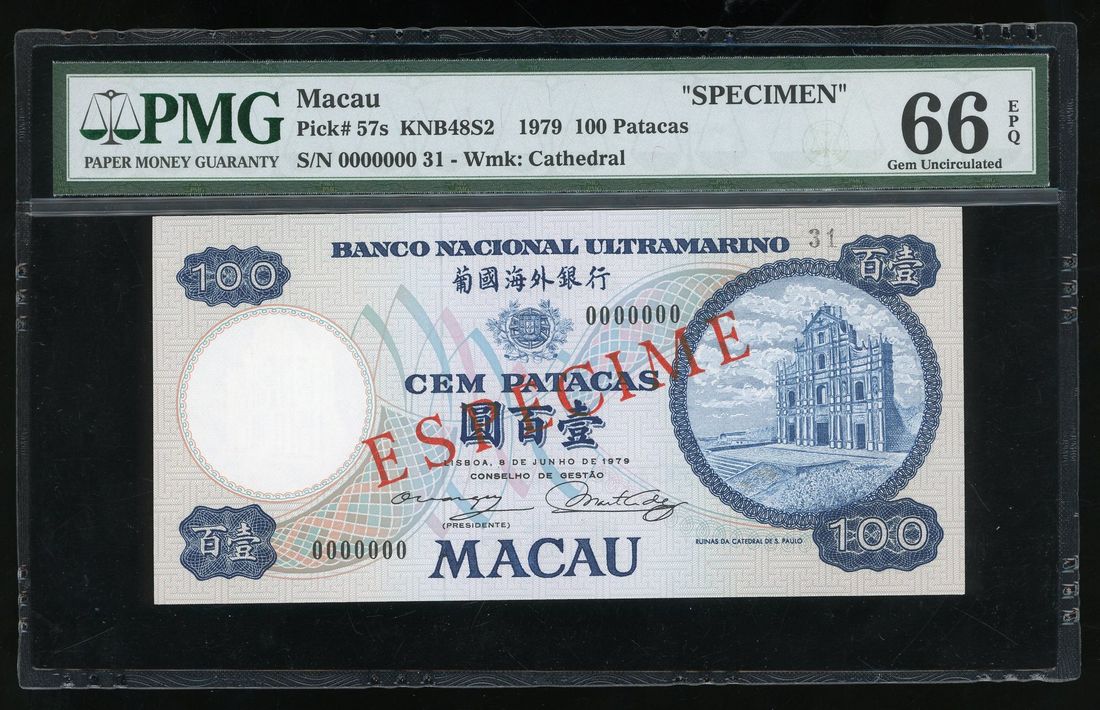 PMG
PAPER MONEY GUARANTY
Macau
"SPECIMEN"
Pick# 57s KNB48S2 1979 100 Patacas
S/N 0000000 31 - Wmk: Cathedral
66 EPQ
Gem Uncirculated
BANCO NACIONAL ULTRAMARINO
31
葡國海外銀行
100
百壹
0000000
ESPECIME
CEM PATACAS
圓百壹
LISBOA, 8 DE JUNHO DE 1979
CONSELHO DE GESTÃO
(PRESIDENTE)
百壹
0000000
MACAU
RUINAS DA CATEDRAL DE S. PAULO
100